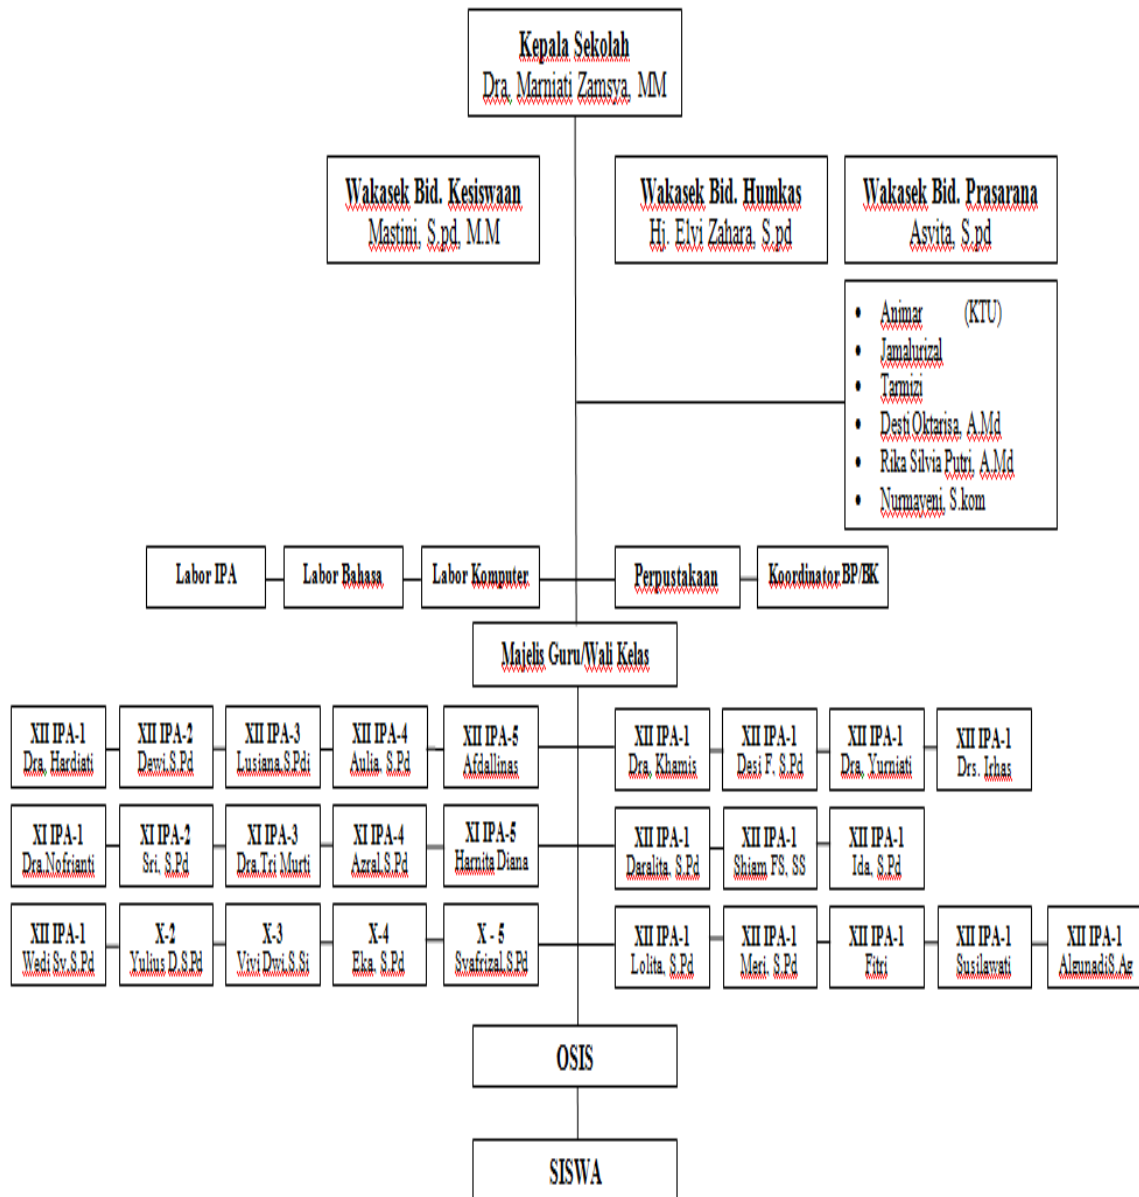 Kepala Sekolah
Dra. Marniati Zamsya, MM
Wakasek Bid. Kesiswaan
Mastini, S.pd, M.M
Wakasek Bid. Humkas
Hj. Elvi Zahara, S.pd
Wakasek Bid. Prasarana
Asvita, S.pd
• Animar (KTU)
• Jamalurizal
• Tarmizi
• Desti Oktarisa, A.Md
• Rika Silvia Putri, A.Md
• Nurmayeni, S.kom
Labor IPA
Labor Bahasa
Labor Komputer
Perpustakaan
Koordinator BP/BK
Majelis Guru/Wali Kelas
XII IPA-1
Dra. Hardiati
XII IPA-2
Dewi.S.Pd
XII IPA-3
Lusiana.S.Pdi
XII IPA-4
Aulia, S.Pd
XII IPA-5
Afdallinas
XII IPA-1
Dra. Khamis
XII IPA-1
Desi F, S.Pd
XII IPA-1
Dra. Yurniati
XII IPA-1
Drs. Irhas
XI IPA-1
Dra.Nofrianti
XI IPA-2
Sri, S.Pd
XI IPA-3
Dra.Tri Murti
XI IPA-4
Azral.S.Pd
XI IPA-5
Harnita Diana
XII IPA-1
Daralita, S.Pd
XII IPA-1
Shiam FS, SS
XII IPA-1
Ida, S.Pd
XII IPA-1
Wedi Sy.S.Pd
X-2
Yulius D.S.Pd
X-3
Vivi Dwi.S.Si
X-4
Eka, S.Pd
X - 5
Syafrizal.S.Pd
XII IPA-1
Lolita, S.Pd
XII IPA-1
Meri, S.Pd
XII IPA-1
Fitri
XII IPA-1
Susilawati
XII IPA-1
AlgunadiS.Ag
OSIS
SISWA